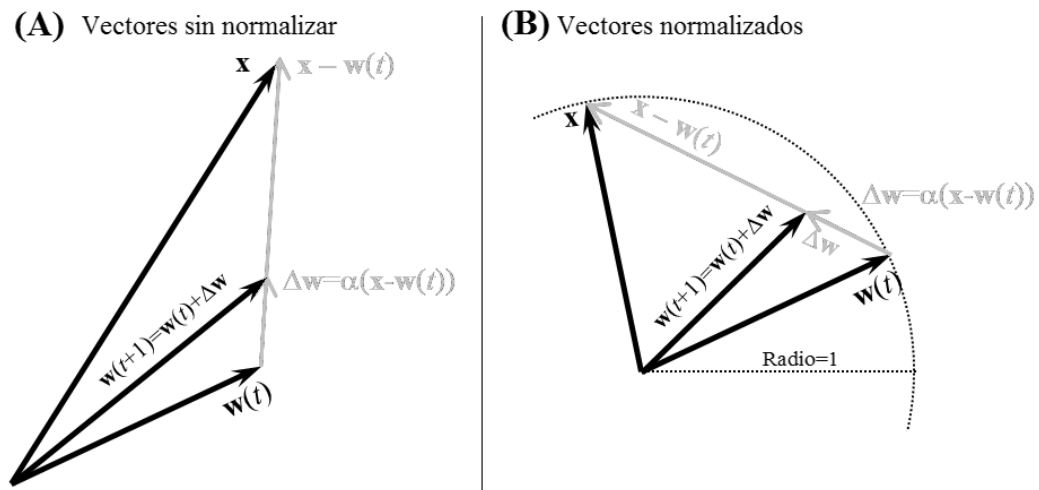 (A) Vectores sin normalizar
x
x – w(t)
w(t+1)=w(t)+Δw
Δw=α(x-w(t))
w(t)
(B) Vectores normalizados
x
x – w(t)
Δw=α(x-w(t))
Δw
w(t+1)=w(t)+Δw
w(t)
Radio=1